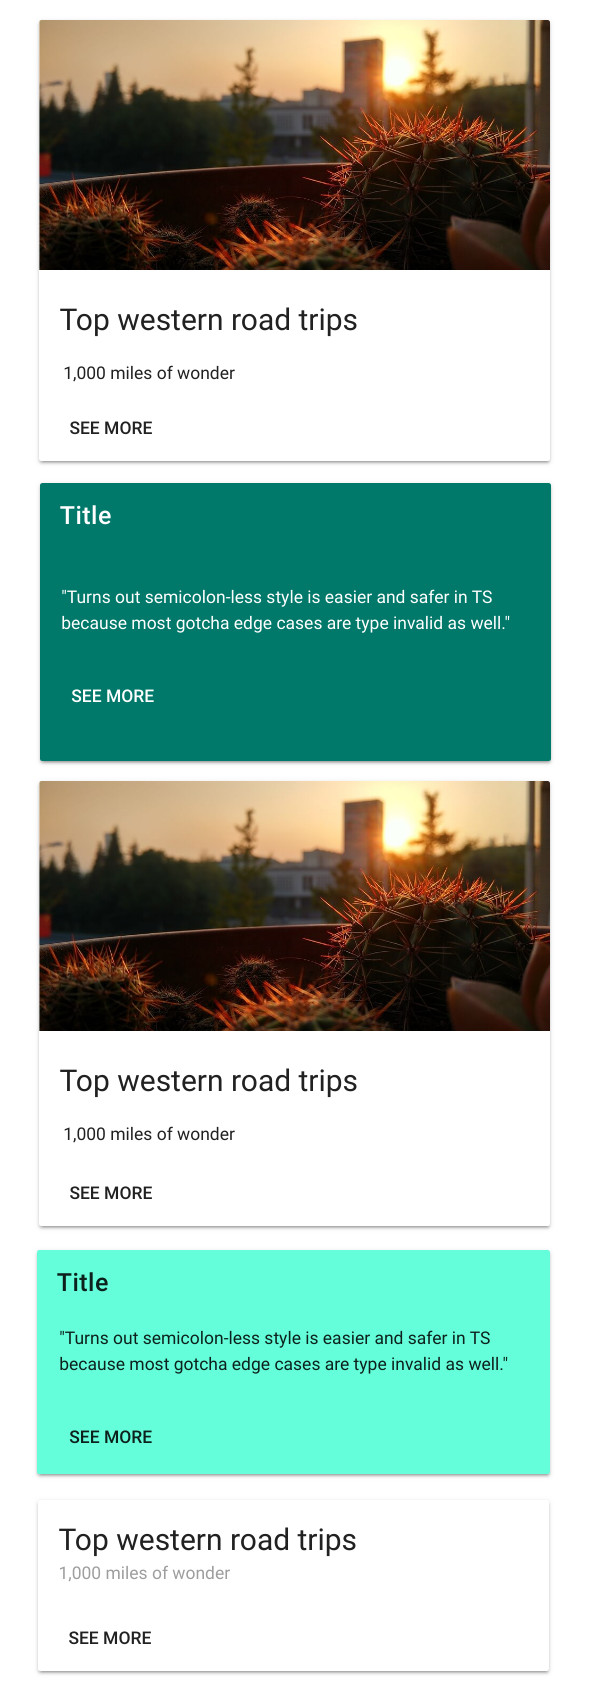 Top western road trips
1,000 miles of wonder
SEE MORE
Title
"Turns out semicolon-less style is easier and safer in TS
because most gotcha edge cases are type invalid as well."
SEE MORE
Top western road trips
1,000 miles of wonder
SEE MORE
Title
"Turns out semicolon-less style is easier and safer in TS
because most gotcha edge cases are type invalid as well."
SEE MORE
Top western road trips
1,000 miles of wonder
SEE MORE